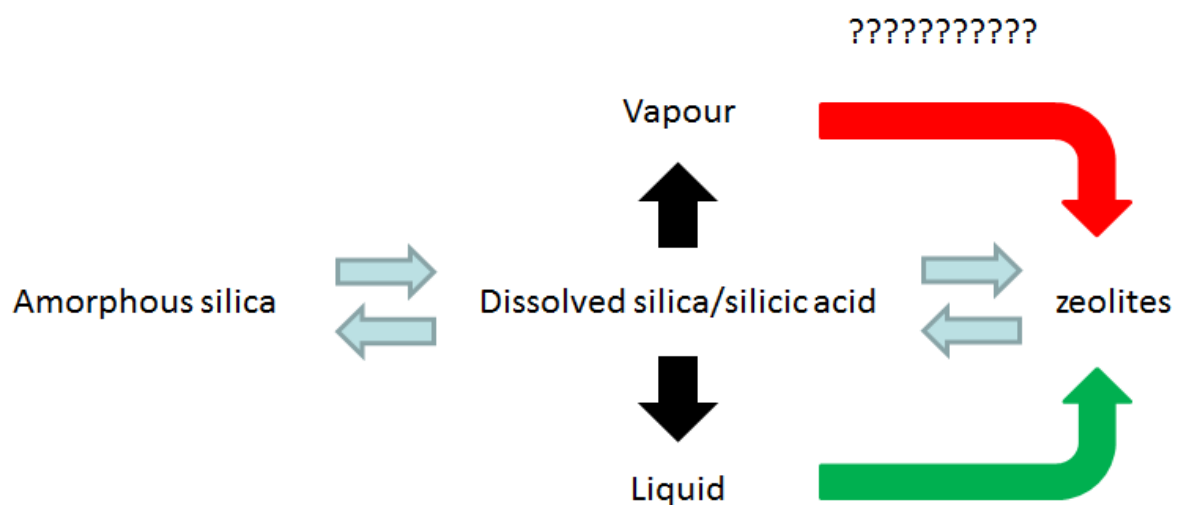 ???????????
Vapour
Amorphous silica
Dissolved silica/silicic acid
zeolites
Liquid